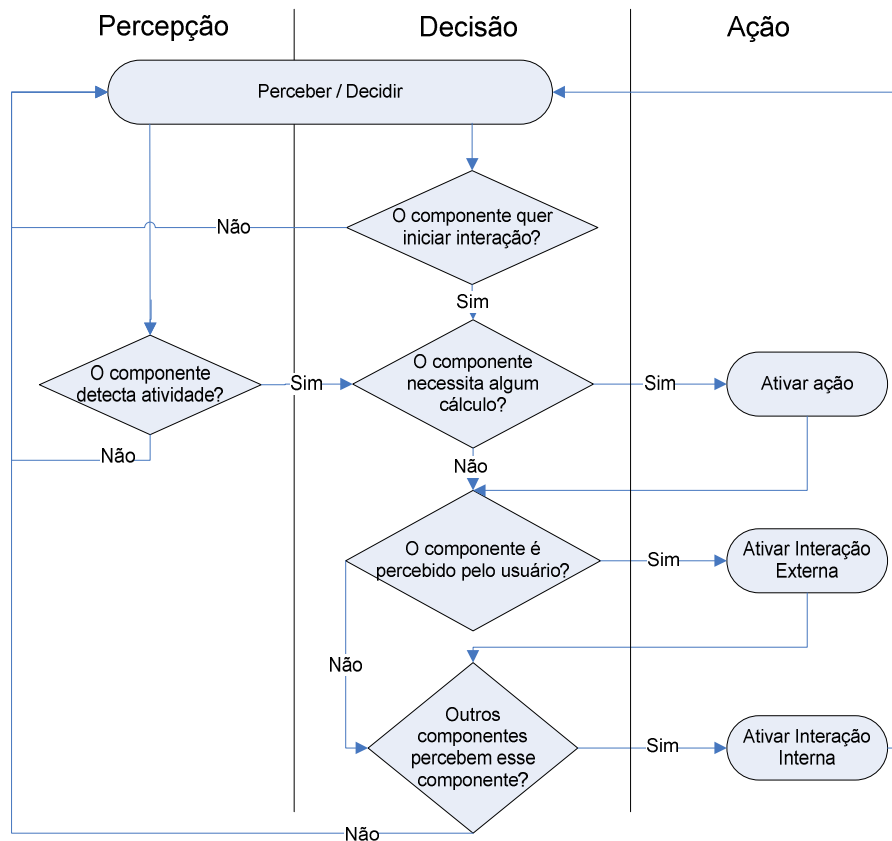 Percepção
Decisão
Ação
Perceber / Decidir
O componente quer
iniciar interação?
Não
Sim
O componente
detecta atividade?
Sim
O componente
necessita algum
cálculo?
Sim
Ativar ação
Não
Não
O componente é
percebido pelo usuário?
Sim
Ativar Interação
Externa
Não
Outros
componentes
percebem esse
componente?
Sim
Ativar Interação
Interna
Não